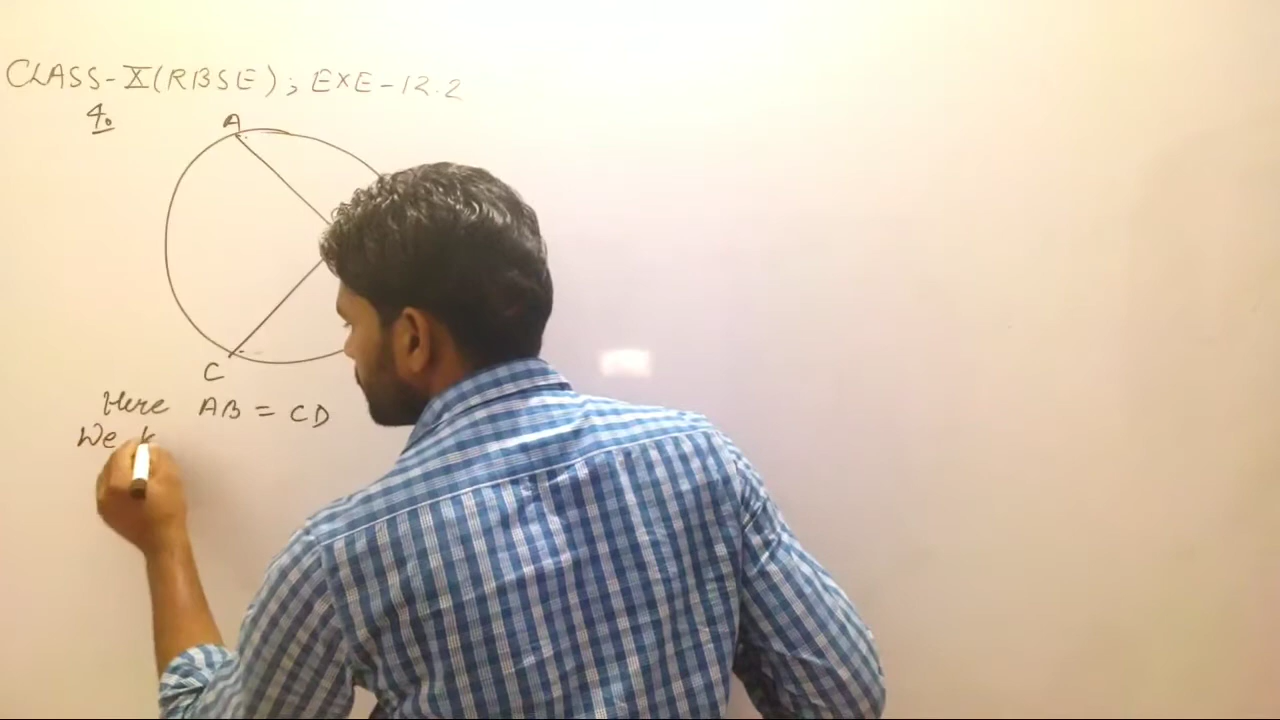 CLASS-X(RBSE); EXE-12.2
4.
A
C
Here AB = CD
We k